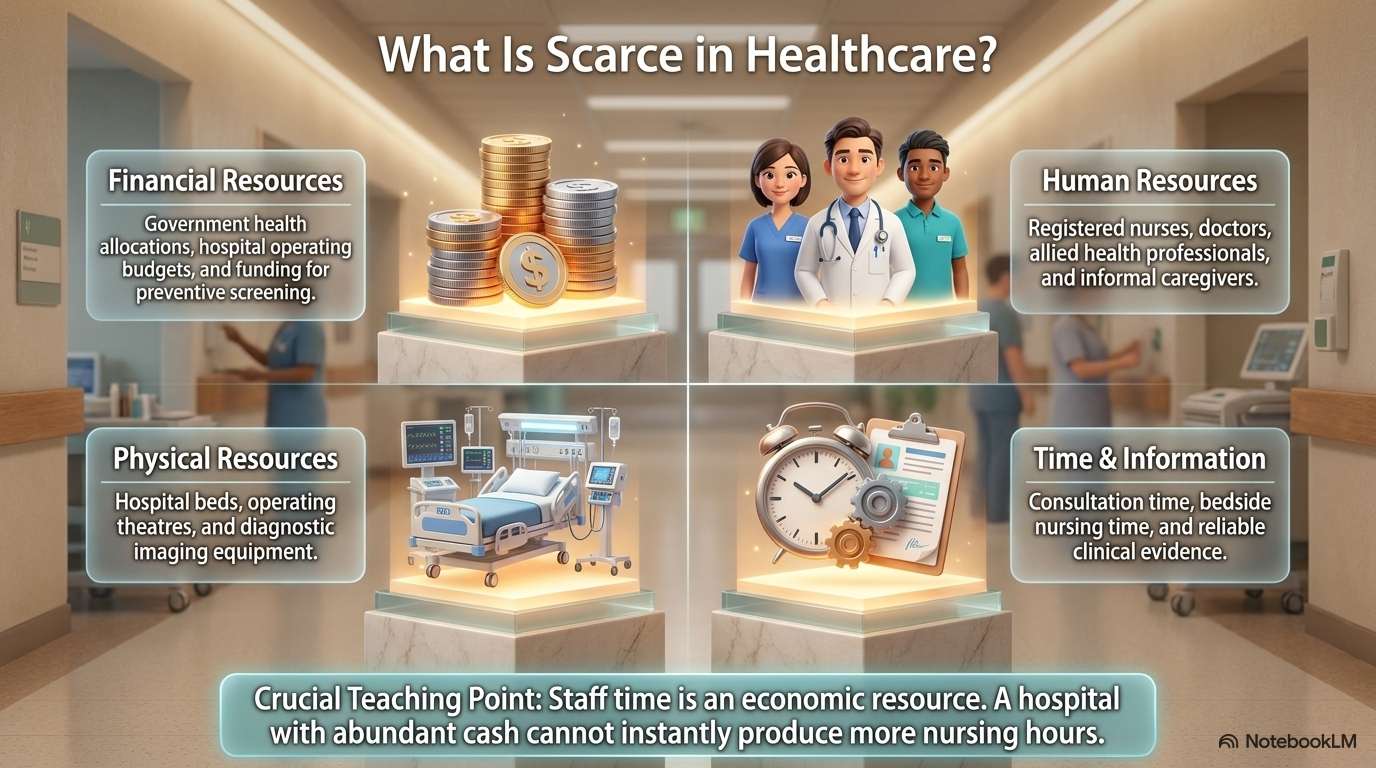 What Is Scarce in Healthcare?
Financial Resources
Government health
allocations, hospital operating
budgets, and funding for
preventive screening.
Human Resources
Registered nurses, doctors,
allied health professionals,
and informal caregivers.
Physical Resources
Hospital beds, operating
theatres, and diagnostic
imaging equipment.
Time & Information
Consultation time, bedside
nursing time, and reliable
clinical evidence.
Crucial Teaching Point: Staff time is an economic resource. A hospital
with abundant cash cannot instantly produce more nursing hours.
NotebookLM